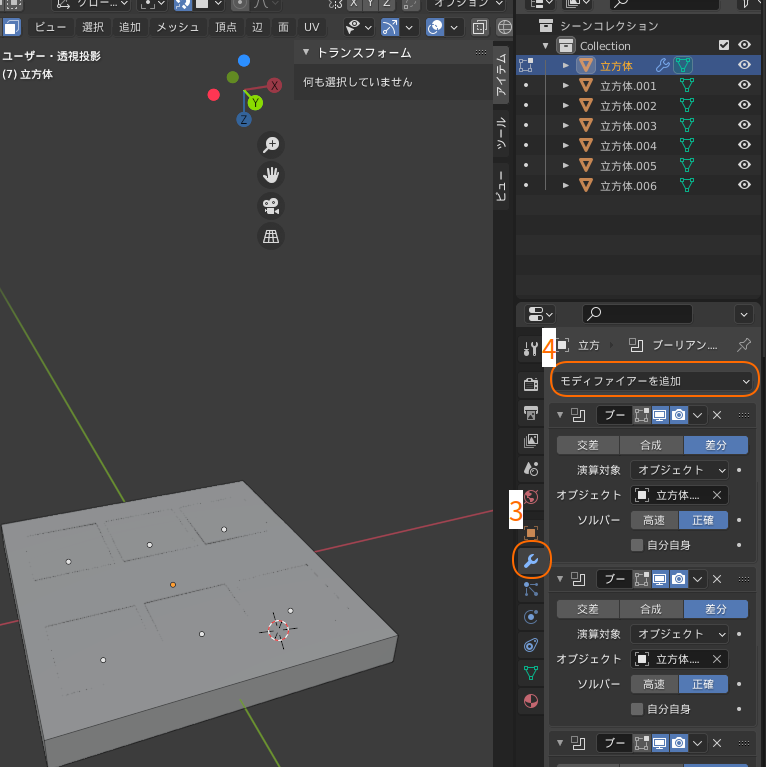 グロー...
オプション
ビュー 選択 追加 メッシュ 頂点 辺 面 UV
X Y Z
ユーザー・透視投影
(7) 立方体
トランスフォーム
何も選択していません
アイテム
ツール
ビュー
X
Y
Z
シーンコレクション
Collection
立方体
立方体.001
立方体.002
立方体.003
立方体.004
立方体.005
立方体.006
4
立方 ブーリアン....
モディファイアーを追加
ブー
交差 合成 差分
演算対象 オブジェクト
オブジェクト 立方体....
ソルバー 高速 正確
自分自身
3
ブー
交差 合成 差分
演算対象 オブジェクト
オブジェクト 立方体....
ソルバー 高速 正確
自分自身
ブー